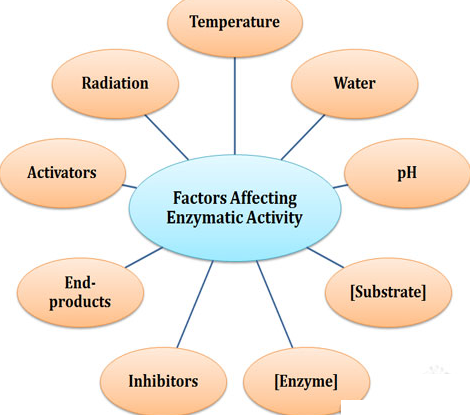 Temperature
Radiation
Water
Activators
pH
Factors Affecting
Enzymatic Activity
End-
products
[Substrate]
Inhibitors
[Enzyme]